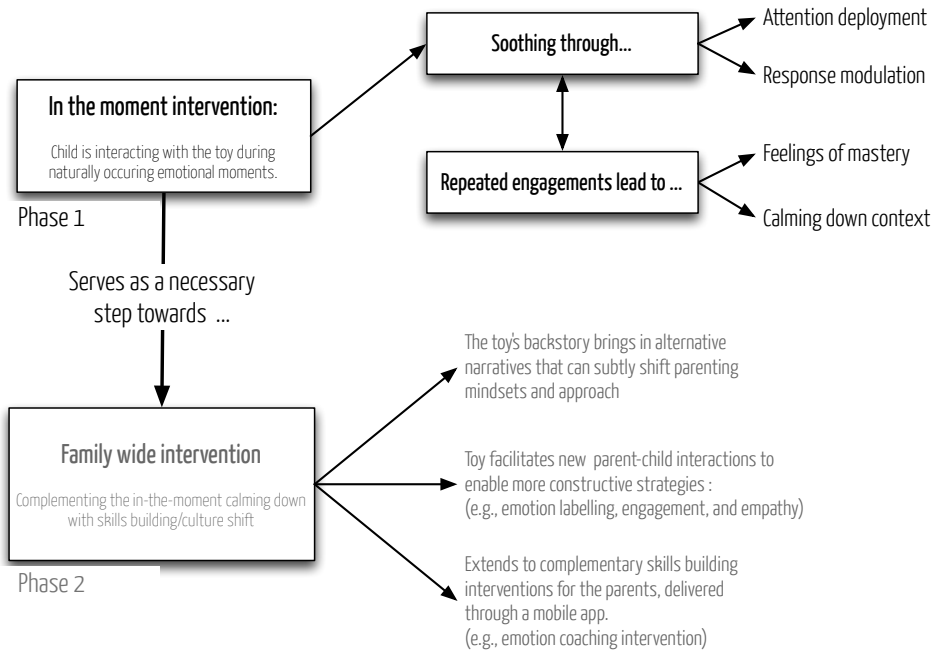 Soothing through...
Attention deployment
Response modulation
In the moment intervention:
Child is interacting with the toy during
naturally occuring emotional moments.
Phase 1
Repeated engagements lead to ...
Feelings of mastery
Calming down context
Serves as a necessary
step towards ...
Family wide intervention
Complementing the in-the-moment calming down
with skills building/culture shift
Phase 2
The toy's backstory brings in alternative
narratives that can subtly shift parenting
mindsets and approach
Toy facilitates new parent-child interactions to
enable more constructive strategies :
(e.g., emotion labelling, engagement, and empathy)
Extends to complementary skills building
interventions for the parents, delivered
through a mobile app.
(e.g., emotion coaching intervention)